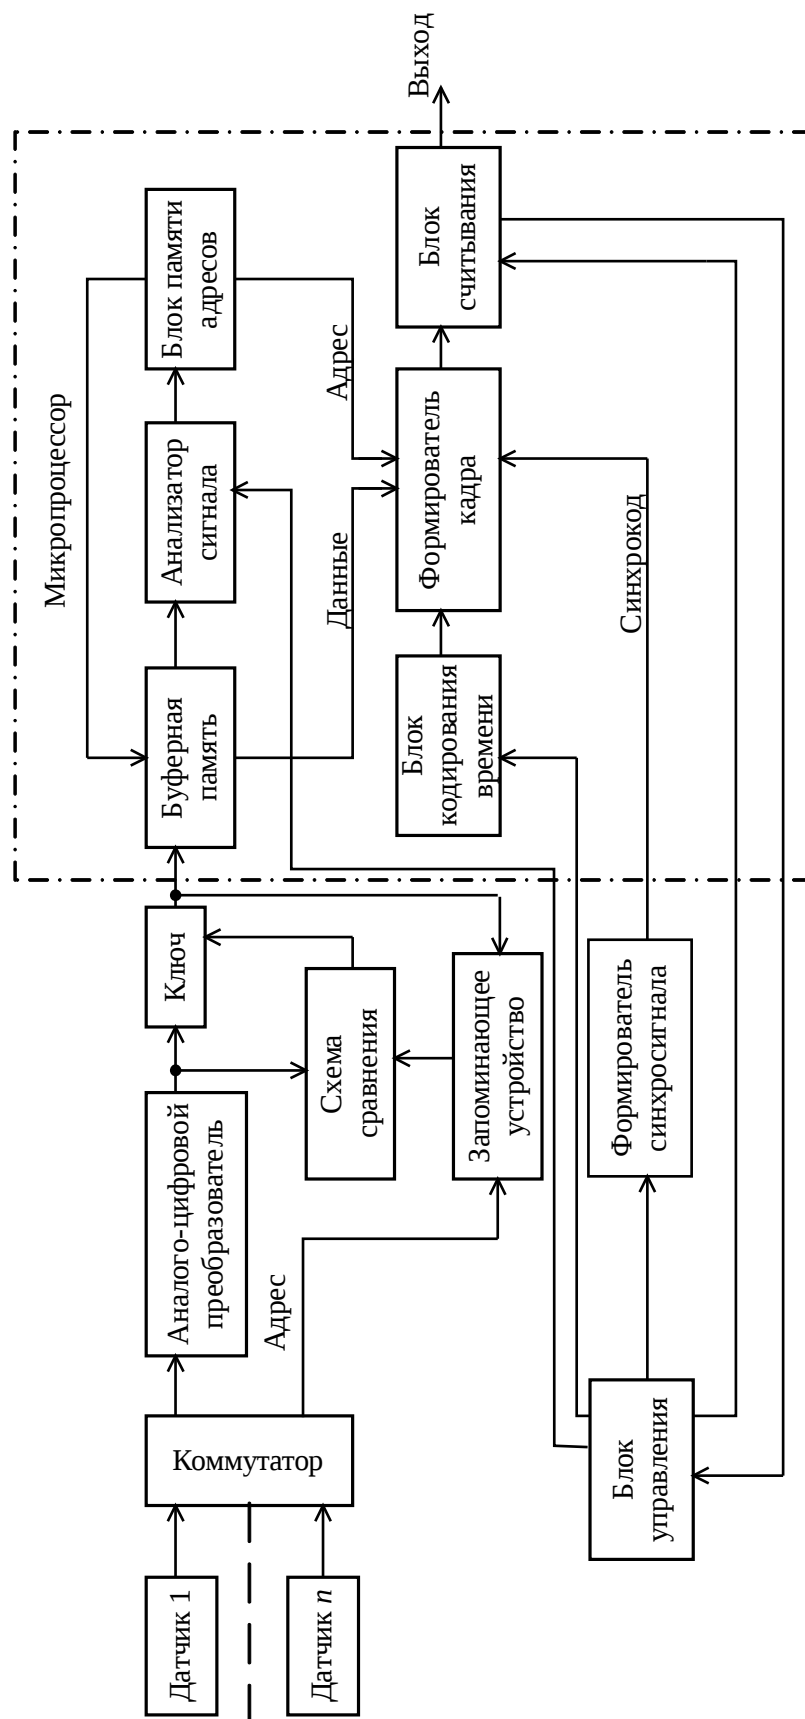 Датчик 1
Датчик n
Коммутатор
Аналого-цифровой
преобразователь
Адрес
Ключ
Схема
сравнения
Запоминающее
устройство
Блок
управления
Формирователь
синхросигнала
Микропроцессор
Буферная
память
Анализатор
сигнала
Блок памяти
адресов
Данные
Адрес
Блок
кодирования
времени
Формирователь
кадра
Блок
считывания
Синхрокод
Выход